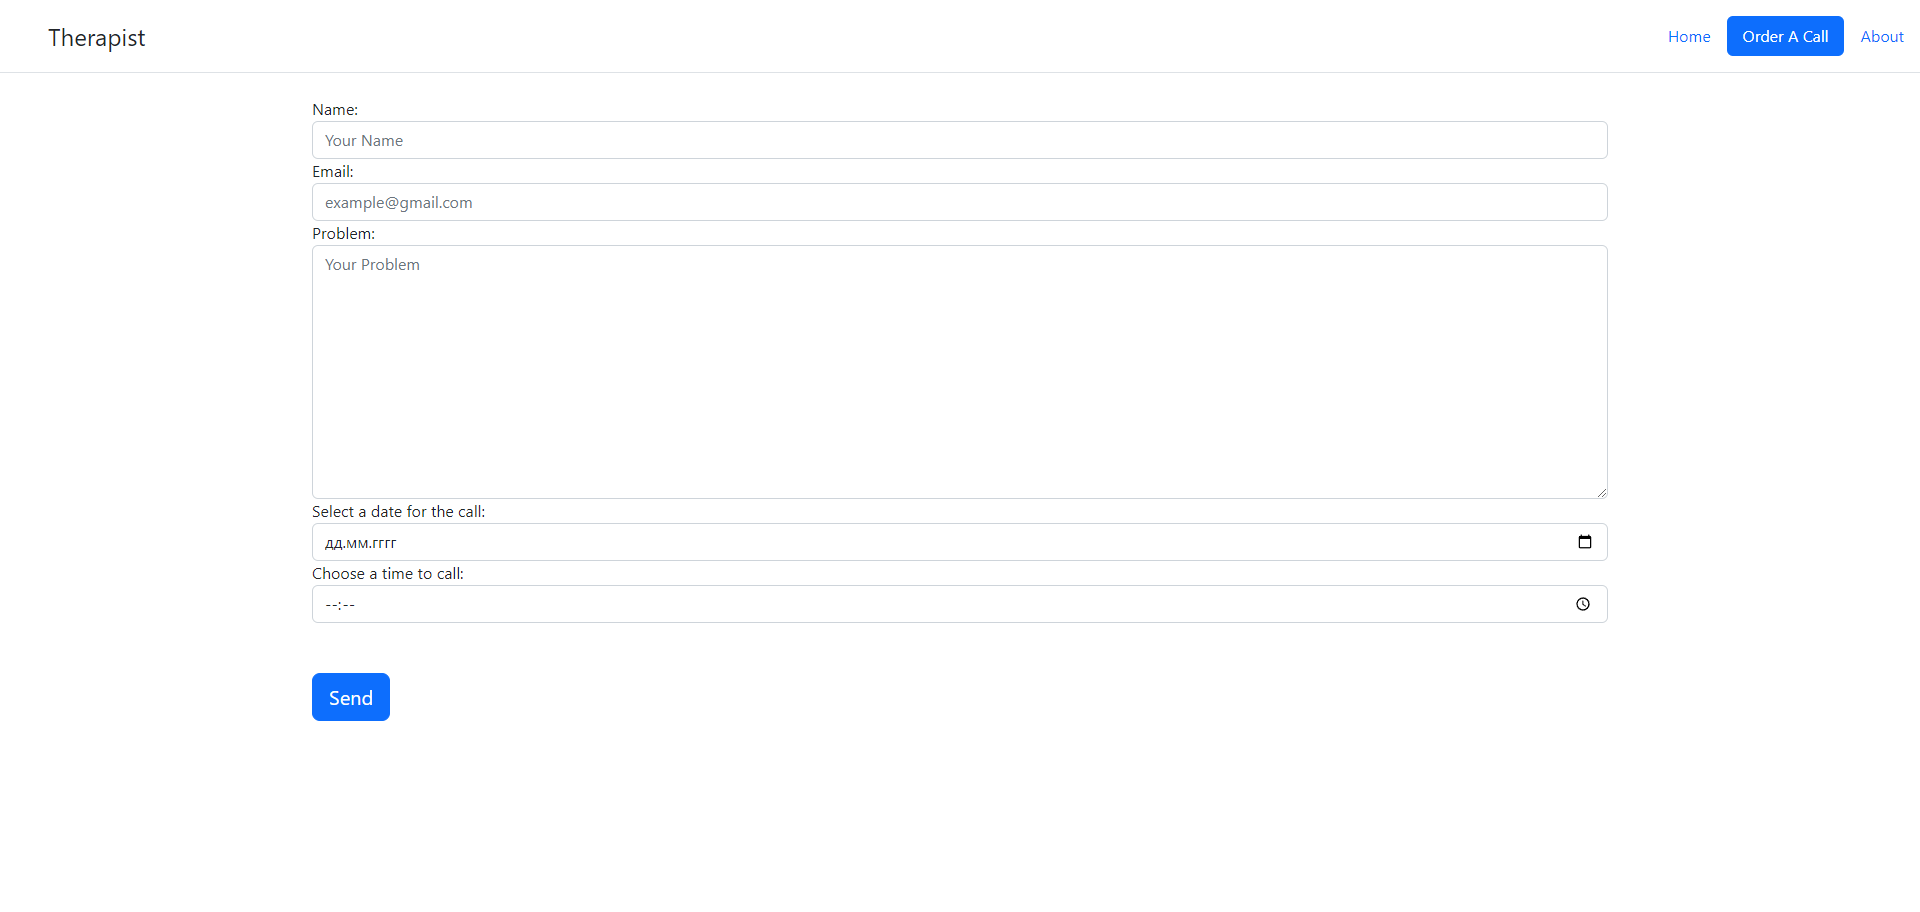 Therapist
Home Order A Call About
Name:
Your Name
Email:
example@gmail.com
Problem:
Your Problem
Select a date for the call:
дд.мм.гггг
Choose a time to call:
--:--
Send